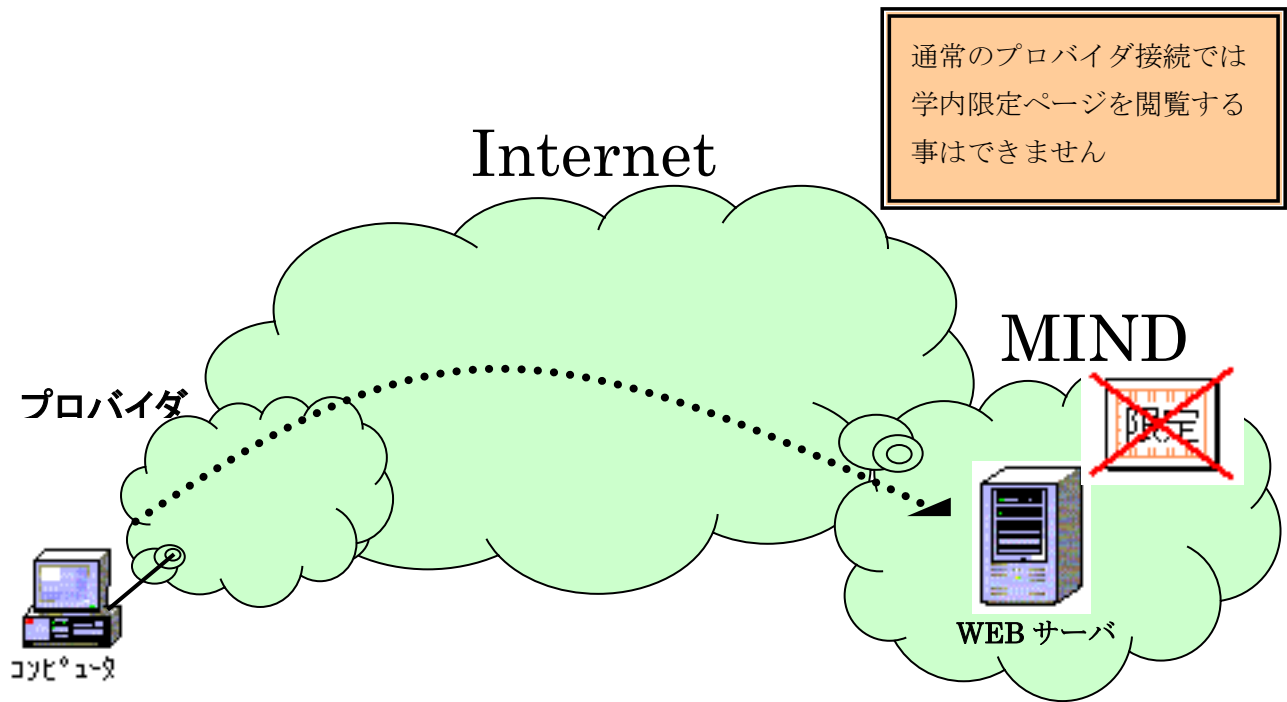 通常のプロバイダ接続では
学内限定ページを閲覧する
事はできません
Internet
MIND
限定
プロバイダ
WEB サーバ
コンピュータ